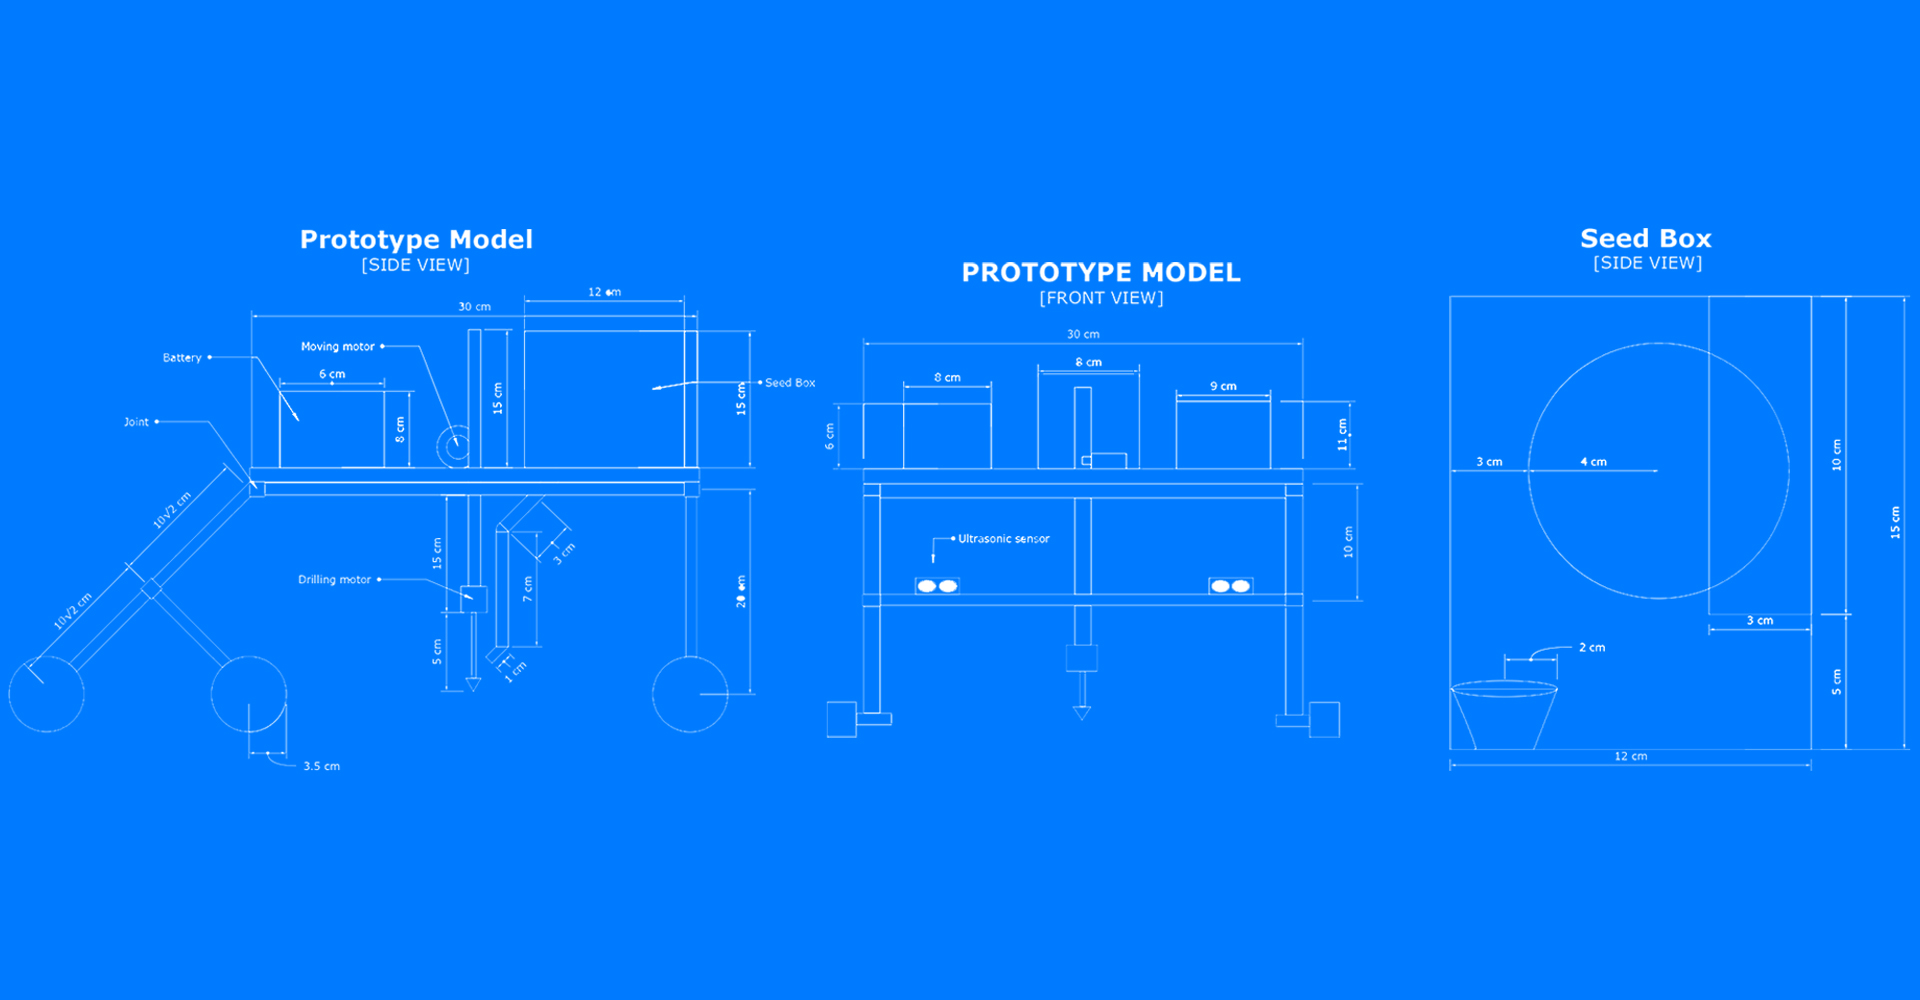 Prototype Model
[SIDE VIEW]
12 cm
30 cm
Moving motor
Battery
6 cm
15 cm
15 cm
Seed Box
8 cm
Joint
10√2 cm
15 cm
3 cm
Drilling motor
7 cm
20 cm
10√2 cm
5 cm
1 cm
3.5 cm
PROTOTYPE MODEL
[FRONT VIEW]
30 cm
8 cm
8 cm
9 cm
6 cm
11 cm
Ultrasonic sensor
10 cm
Seed Box
[SIDE VIEW]
3 cm
4 cm
10 cm
15 cm
3 cm
2 cm
5 cm
12 cm